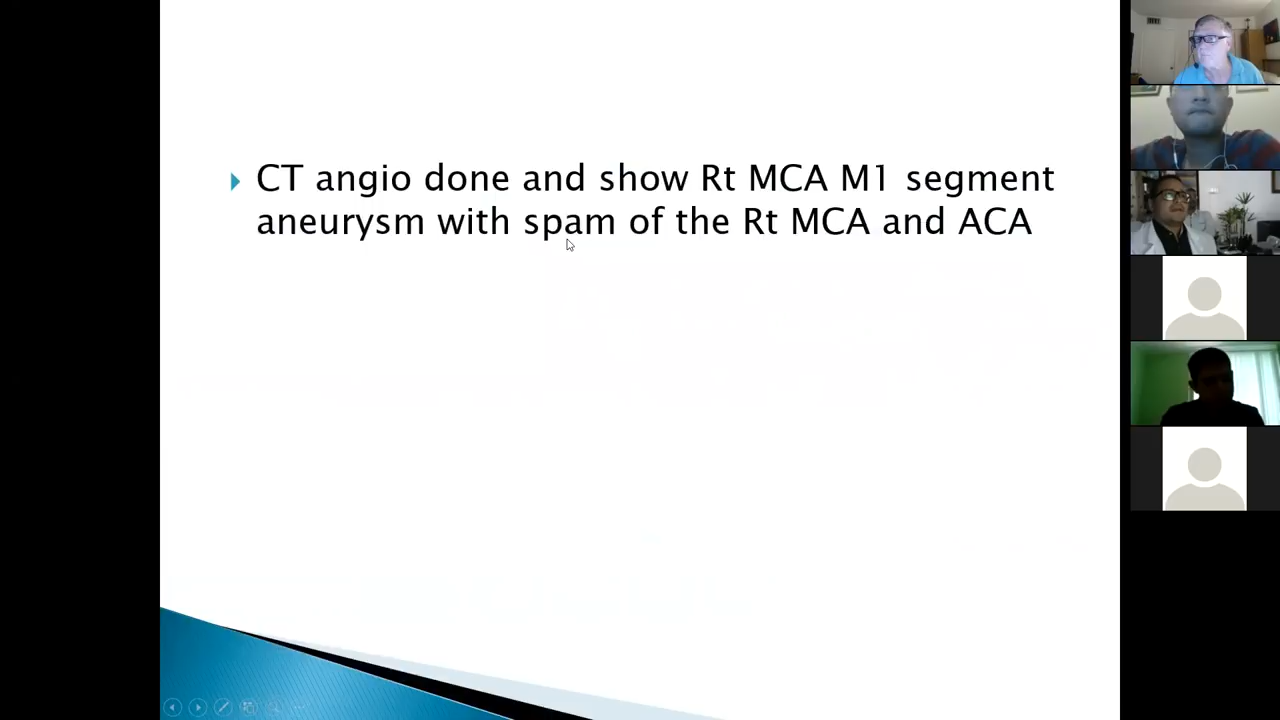 CT angio done and show Rt MCA M1 segment
aneurysm with spam of the Rt MCA and ACA